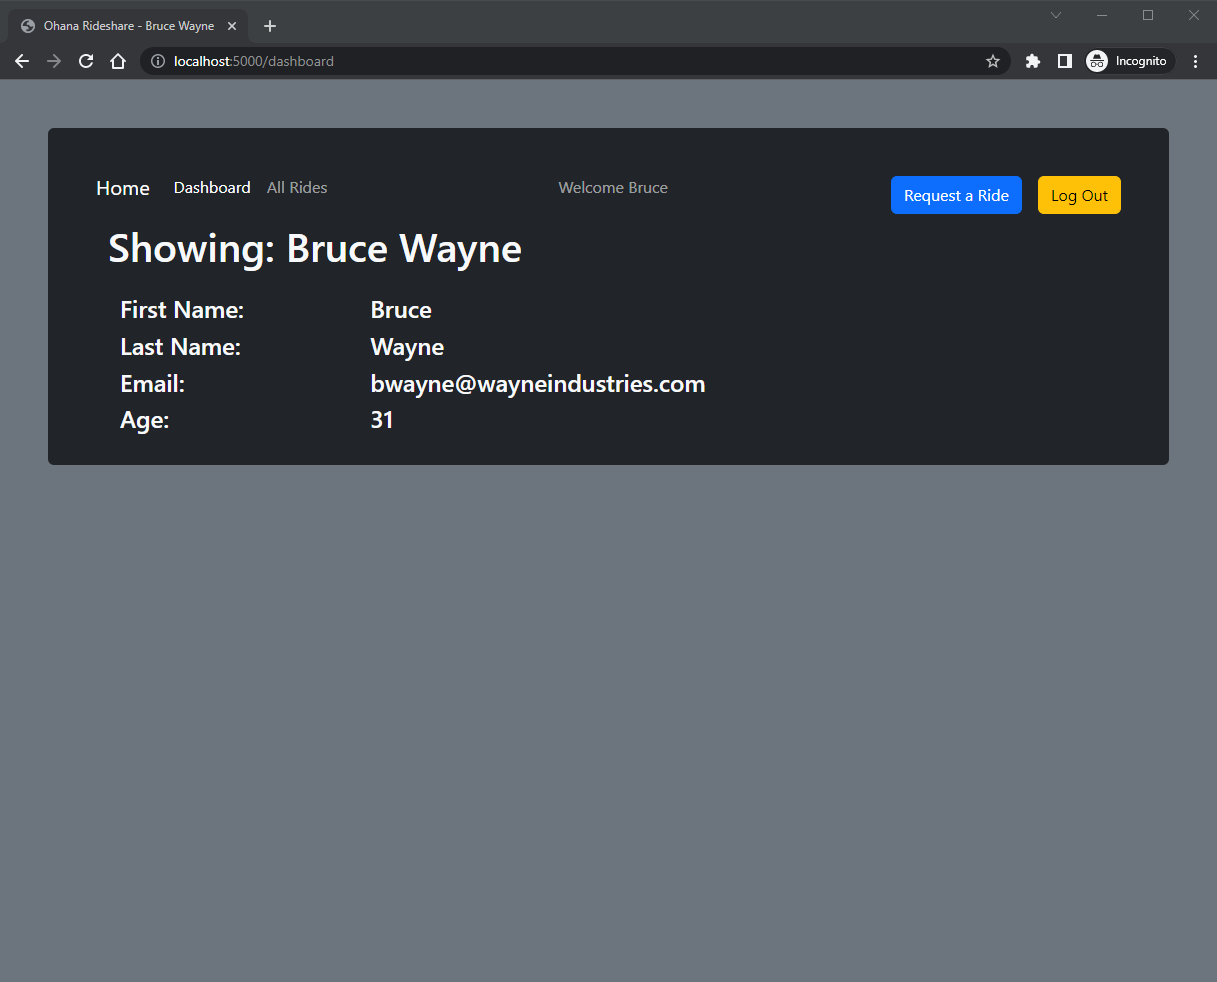 Ohana Rideshare - Bruce Wayne
localhost:5000/dashboard
Incognito
Home Dashboard All Rides Welcome Bruce Request a Ride Log Out
Showing: Bruce Wayne
First Name: Bruce
Last Name: Wayne
Email: bwayne@wayneindustries.com
Age: 31